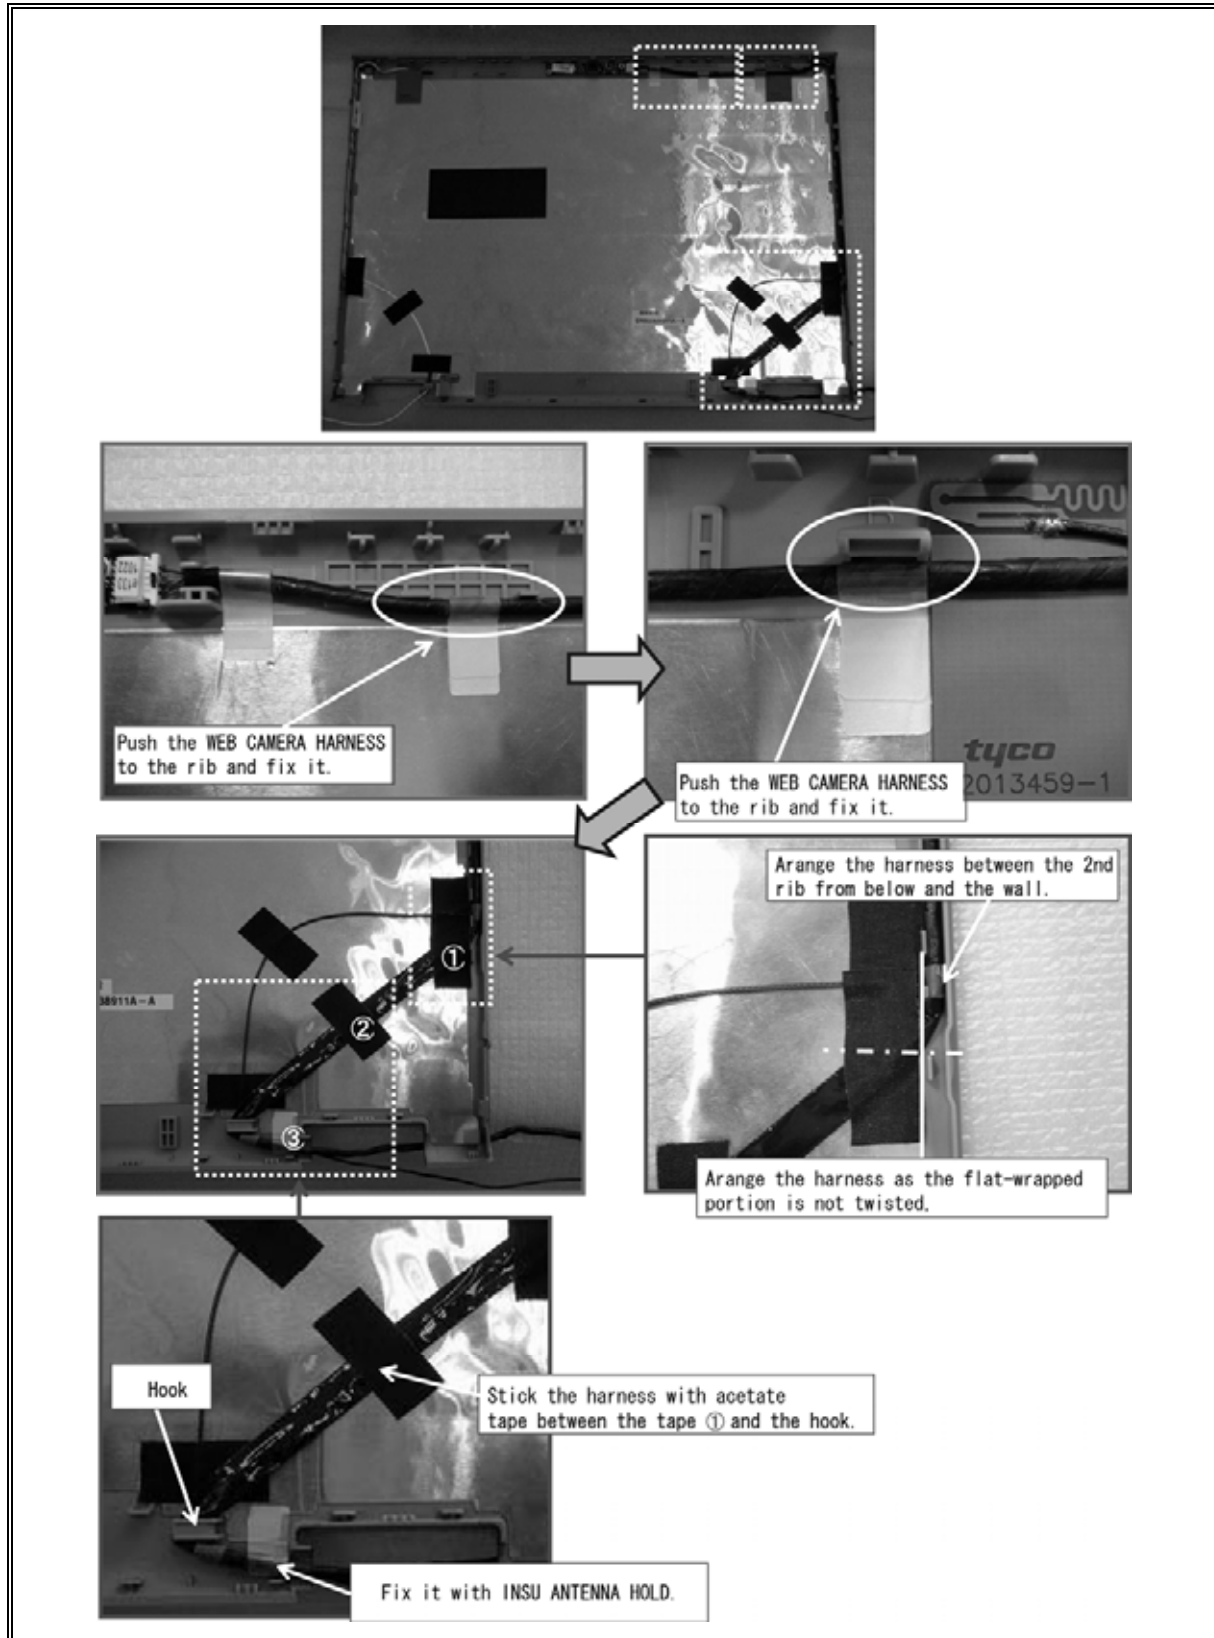 Push the WEB CAMERA HARNESS
to the rib and fix it.
tyco
2013459-1
Push the WEB CAMERA HARNESS
to the rib and fix it.
38911A-A
①
②
③
Arange the harness between the 2nd
rib from below and the wall.
Arange the harness as the flat-wrapped
portion is not twisted.
Hook
Stick the harness with acetate
tape between the tape ① and the hook.
Fix it with INSU ANTENNA HOLD.